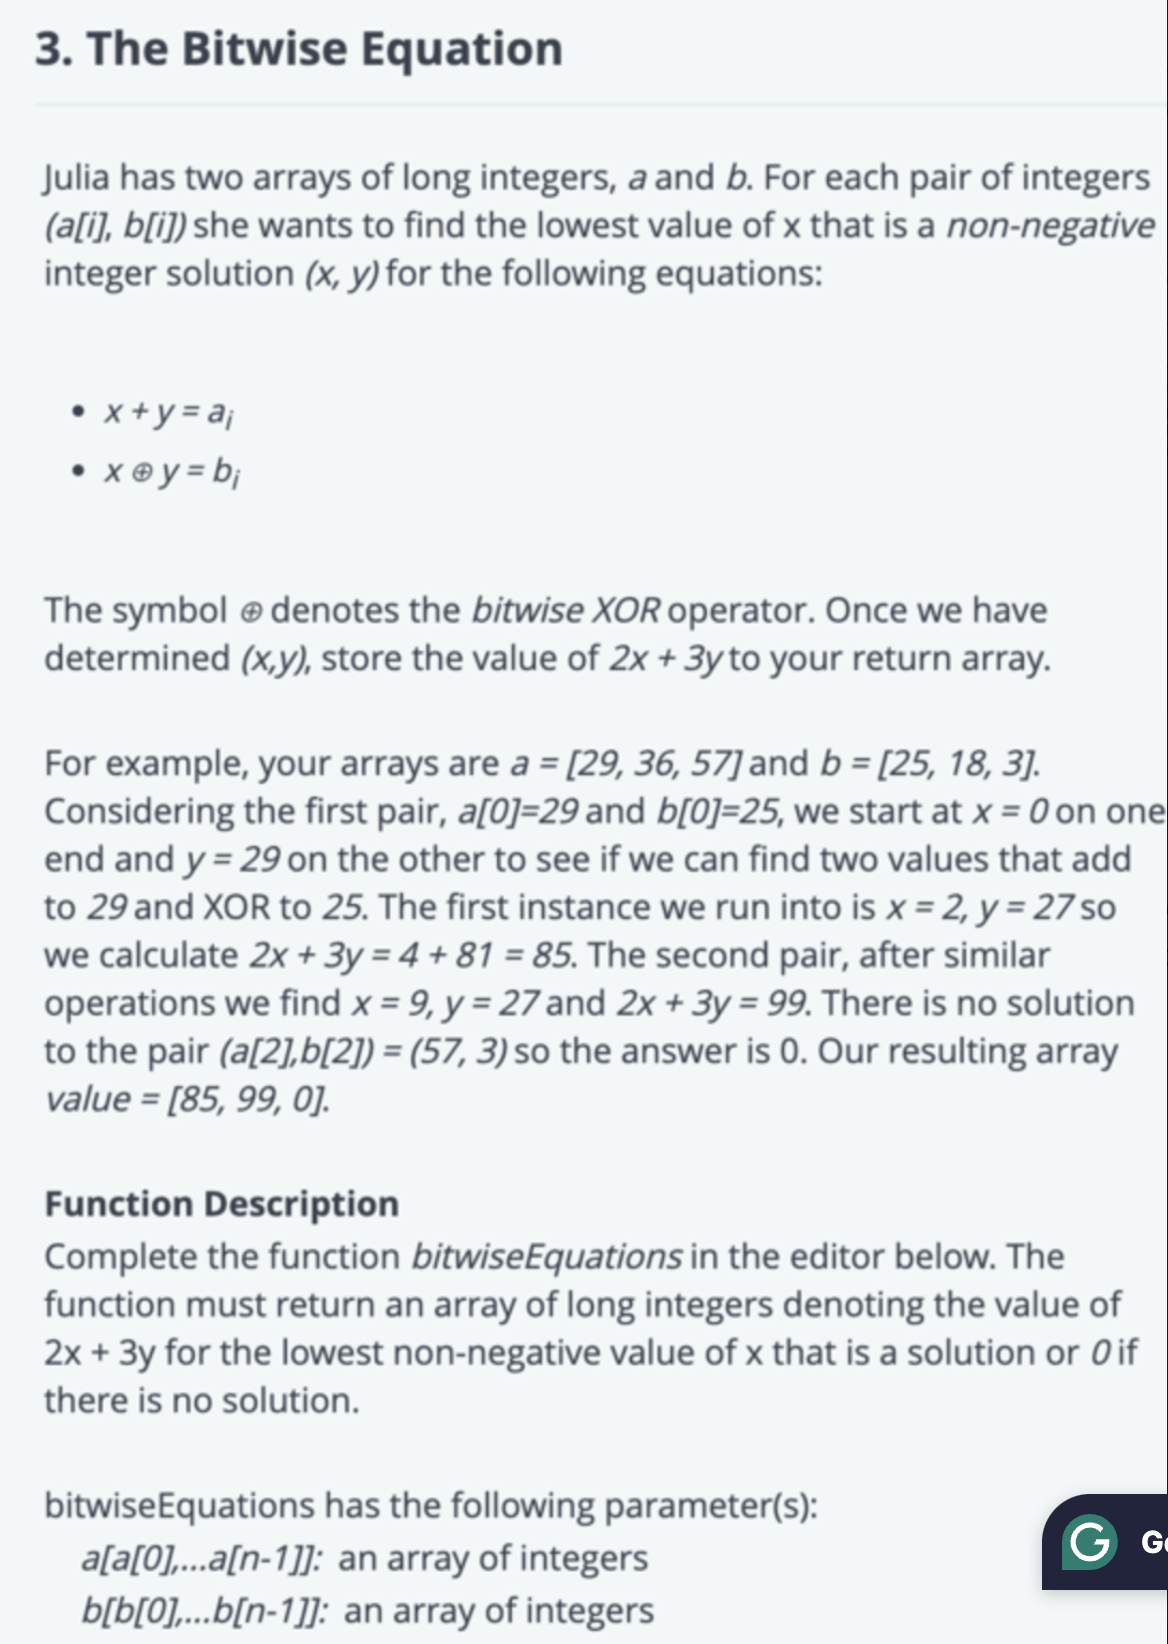 3. The Bitwise Equation
Julia has two arrays of long integers, a and b. For each pair of integers
(a[i], b[i]) she wants to find the lowest value of x that is a non-negative
integer solution (x, y) for the following equations:
• x + y = aᵢ
• x ⊕ y = bᵢ
The symbol ⊕ denotes the bitwise XOR operator. Once we have
determined (x,y), store the value of 2x + 3y to your return array.
For example, your arrays are a = [29, 36, 57] and b = [25, 18, 3].
Considering the first pair, a[0]=29 and b[0]=25, we start at x = 0 on one
end and y = 29 on the other to see if we can find two values that add
to 29 and XOR to 25. The first instance we run into is x = 2, y = 27 so
we calculate 2x + 3y = 4 + 81 = 85. The second pair, after similar
operations we find x = 9, y = 27 and 2x + 3y = 99. There is no solution
to the pair (a[2],b[2]) = (57, 3) so the answer is 0. Our resulting array
value = [85, 99, 0].
Function Description
Complete the function bitwiseEquations in the editor below. The
function must return an array of long integers denoting the value of
2x + 3y for the lowest non-negative value of x that is a solution or 0 if
there is no solution.
bitwiseEquations has the following parameter(s):
a[a[0],...a[n-1]]: an array of integers
b[b[0],...b[n-1]]: an array of integers